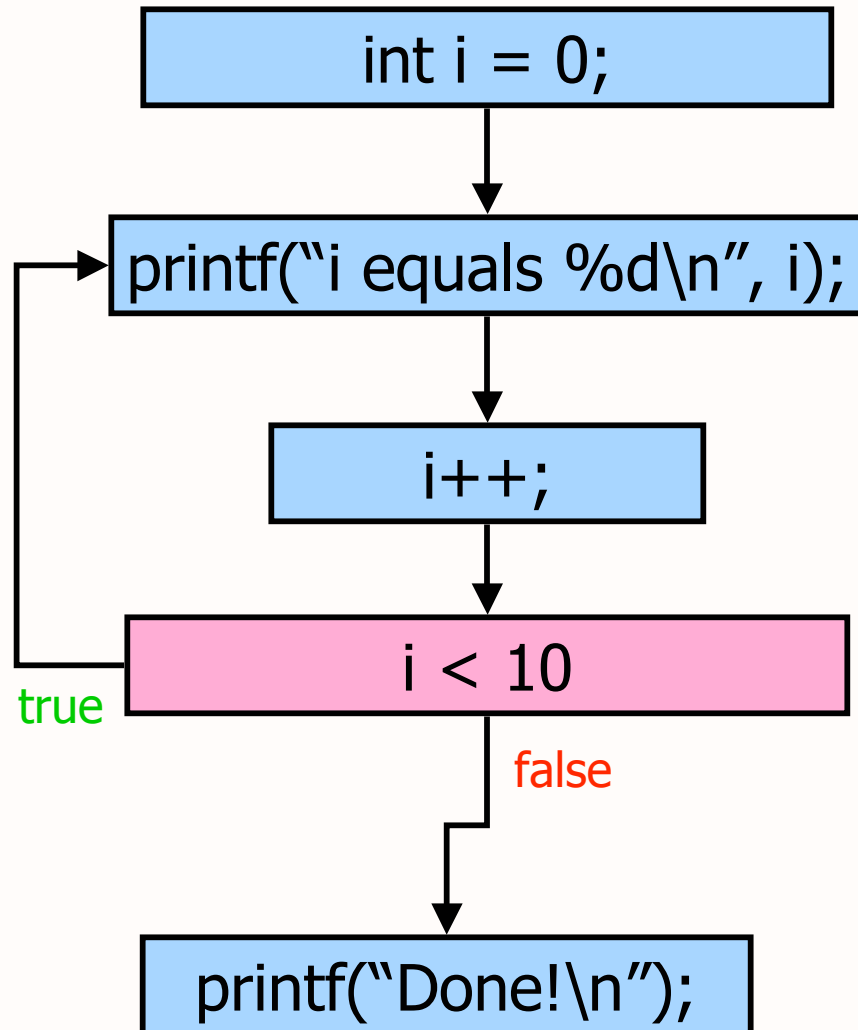 int i = 0;
printf(“i equals %d\n”, i);
i++;
i < 10
true
false
printf(“Done!\n”);